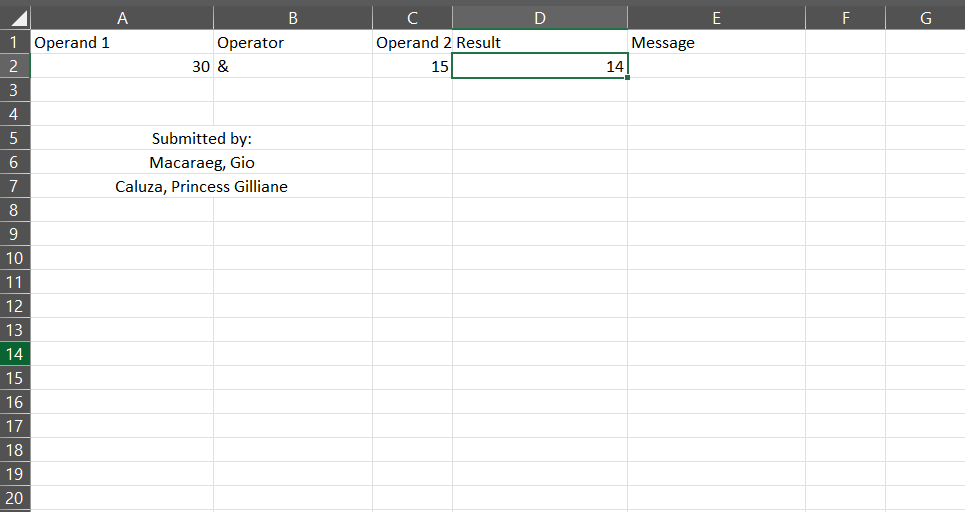 A B C D E F G
1 Operand 1 Operator Operand 2 Result Message
2 30 & 15 14
3
4
5 Submitted by:
6 Macaraeg, Gio
7 Caluza, Princess Gilliane
8
9
10
11
12
13
14
15
16
17
18
19
20